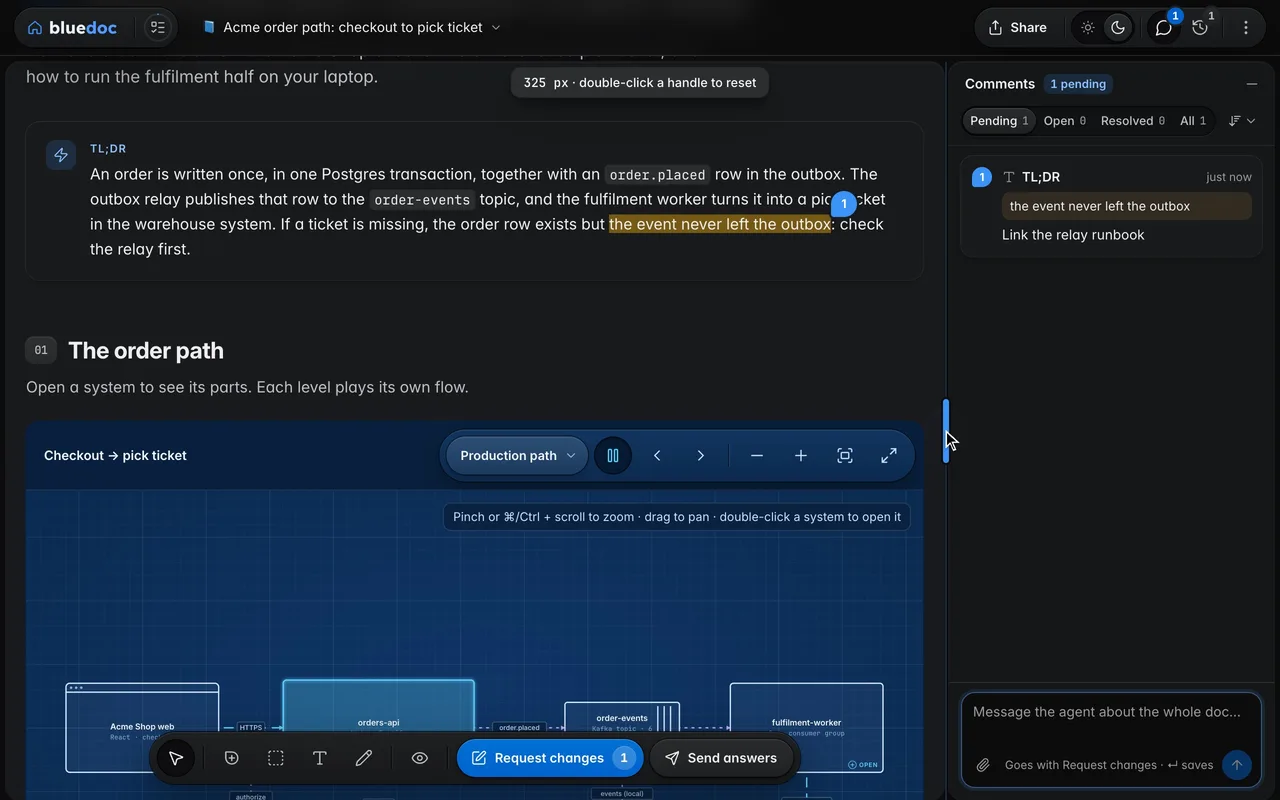 bluedoc
Acme order path: checkout to pick ticket
Share
1
1
how to run the fulfilment half on your laptop.
325 px · double-click a handle to reset
TL;DR
An order is written once, in one Postgres transaction, together with an order.placed row in the outbox. The
outbox relay publishes that row to the order-events topic, and the fulfilment worker turns it into a pick ticket
1
in the warehouse system. If a ticket is missing, the order row exists but the event never left the outbox: check
the relay first.
01 The order path
Open a system to see its parts. Each level plays its own flow.
Checkout → pick ticket
Production path
Pinch or ⌘/Ctrl + scroll to zoom · drag to pan · double-click a system to open it
Acme Shop web
HTTPS
orders-api
order.placed
order-events
Kafka topic · 6
fulfilment-worker
consumer group
OPEN
authorize
events (local)
Request changes 1
Send answers
Comments 1 pending
Pending 1 Open 0 Resolved 0 All 1
1 TL;DR just now
the event never left the outbox
Link the relay runbook
Message the agent about the whole doc...
Goes with Request changes · ↵ saves